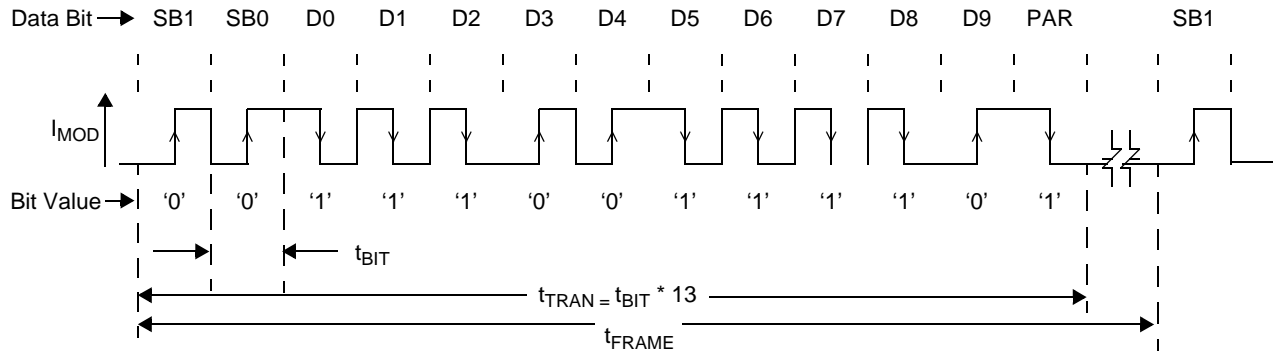 Data Bit SB1 SB0 D0 D1 D2 D3 D4 D5 D6 D7 D8 D9 PAR SB1
IMOD
Bit Value ‘0’ ‘0’ ‘1’ ‘1’ ‘1’ ‘0’ ‘0’ ‘1’ ‘1’ ‘1’ ‘1’ ‘0’ ‘1’
tBIT
tTRAN = tBIT * 13
tFRAME